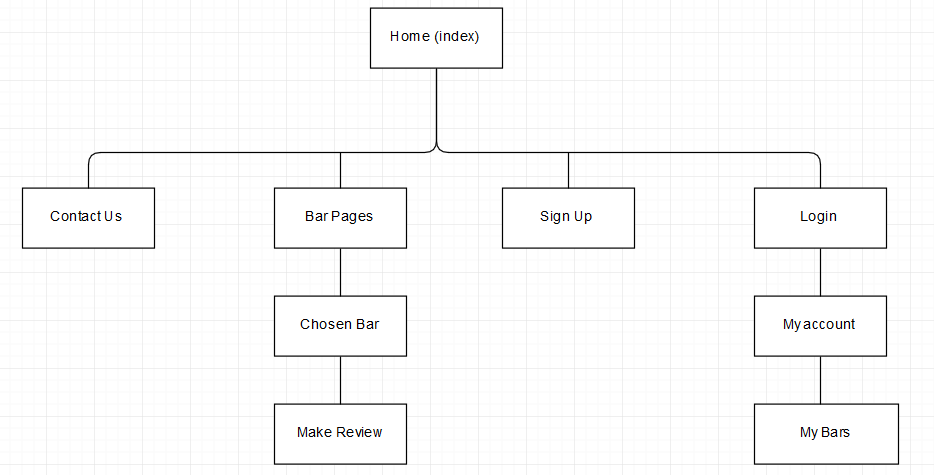 Home (index)
Contact Us
Bar Pages
Sign Up
Login
Chosen Bar
My account
Make Review
My Bars